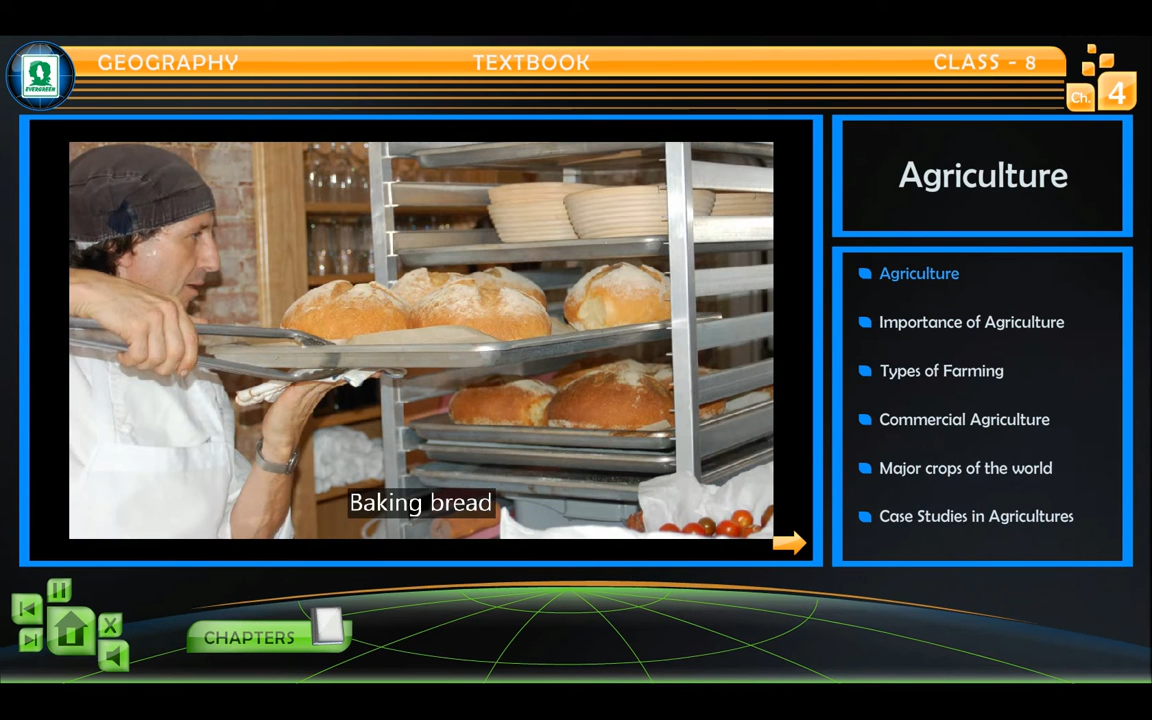 GEOGRAPHY TEXTBOOK CLASS - 8
EVERGREEN
Ch. 4
Agriculture
Baking bread
Agriculture
Importance of Agriculture
Types of Farming
Commercial Agriculture
Major crops of the world
Case Studies in Agricultures
X
CHAPTERS